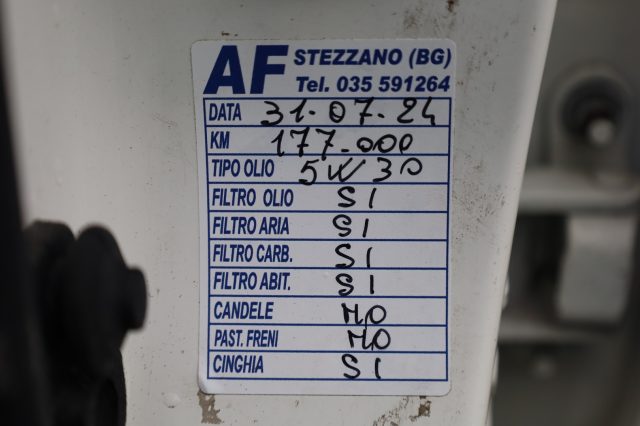 AF STEZZANO (BG)
Tel. 035 591264
DATA 31-07-24
KM 177.000
TIPO OLIO 5W30
FILTRO OLIO SI
FILTRO ARIA SI
FILTRO CARB. SI
FILTRO ABIT. SI
CANDELE NO
PAST. FRENI NO
CINGHIA SI